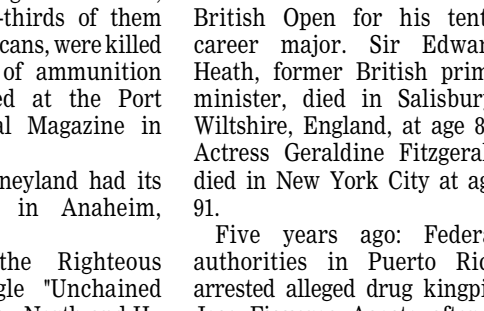 -thirds of them
cans, were killed
of ammunition
ed at the Port
al Magazine in
neyland had its
in Anaheim,
the Righteous
gle "Unchained
British Open for his tent
career major. Sir Edwar
Heath, former British prim
minister, died in Salisbury
Wiltshire, England, at age 8
Actress Geraldine Fitzgeral
died in New York City at ag
91.
Five years ago: Federa
authorities in Puerto Ric
arrested alleged drug kingpi